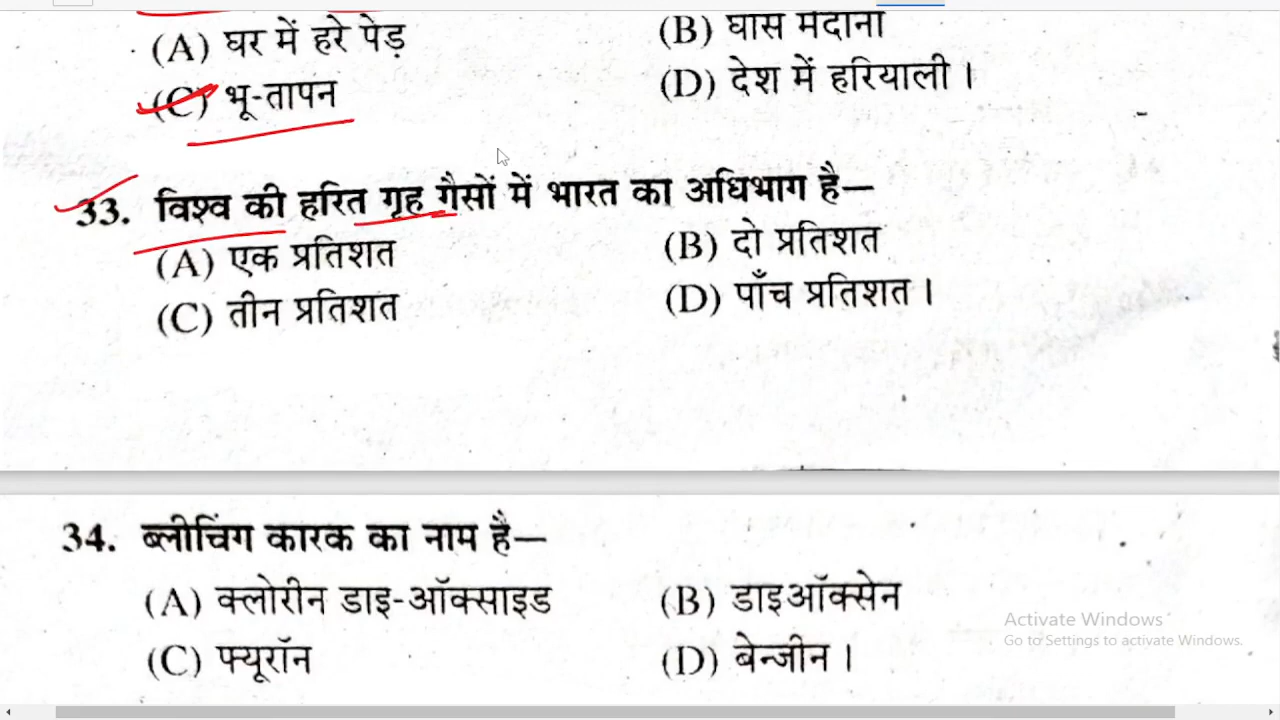 (A) घर में हरे पेड़
(B) घास मैदानों
(C) भू-तापन
(D) देश में हरियाली ।
33. विश्व की हरित गृह गैसों में भारत का अधिभाग है—
(A) एक प्रतिशत
(B) दो प्रतिशत
(C) तीन प्रतिशत
(D) पाँच प्रतिशत ।
34. ब्लीचिंग कारक का नाम है—
(A) क्लोरीन डाइ-ऑक्साइड
(B) डाइऑक्सेन
(C) फ्यूरॉन
(D) बेन्जीन ।
Activate Windows
Go to Settings to activate Windows.